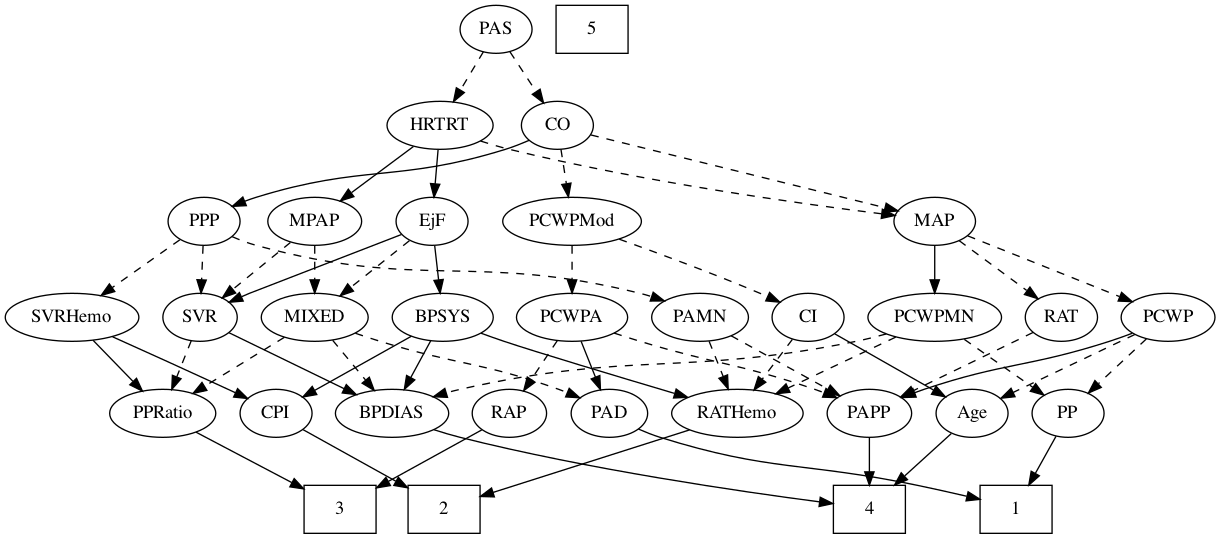 PAS
5
HRTRT
CO
PPP
MPAP
EjF
PCWPMod
MAP
SVRHemo
SVR
MIXED
BPSYS
PCWPA
PAMN
CI
PCWPMN
RAT
PCWP
PPRatio
CPI
BPDIAS
RAP
PAD
RATHemo
PAPP
Age
PP
3
2
4
1